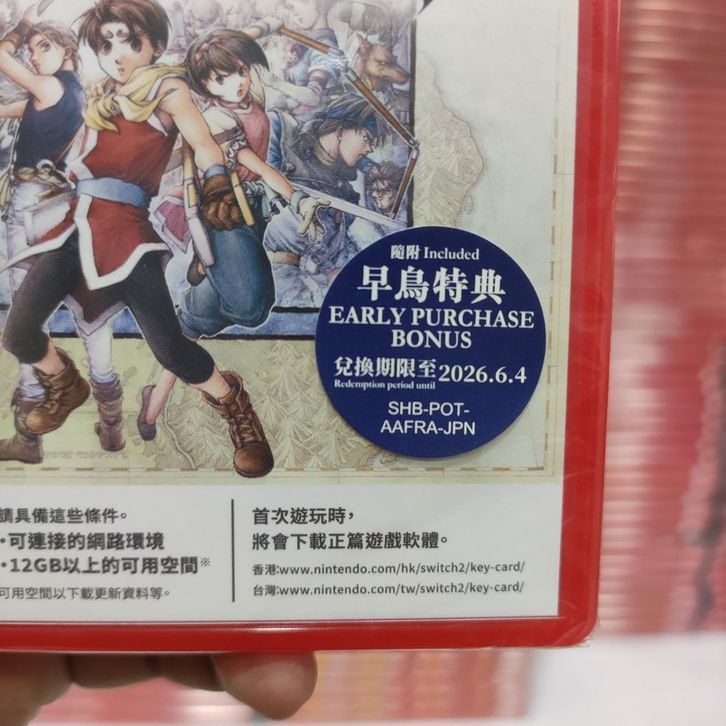 隨附 Included
早鳥特典
EARLY PURCHASE
BONUS
兌換期限至 2026.6.4
Redemption period until
SHB-POT-
AAFRA-JPN
請具備這些條件。
・可連接的網路環境
・12GB以上的可用空間※
可用空間以下載更新資料等。
首次遊玩時，
將會下載正篇遊戲軟體。
香港:www.nintendo.com/hk/switch2/key-card/
台灣:www.nintendo.com/tw/switch2/key-card/